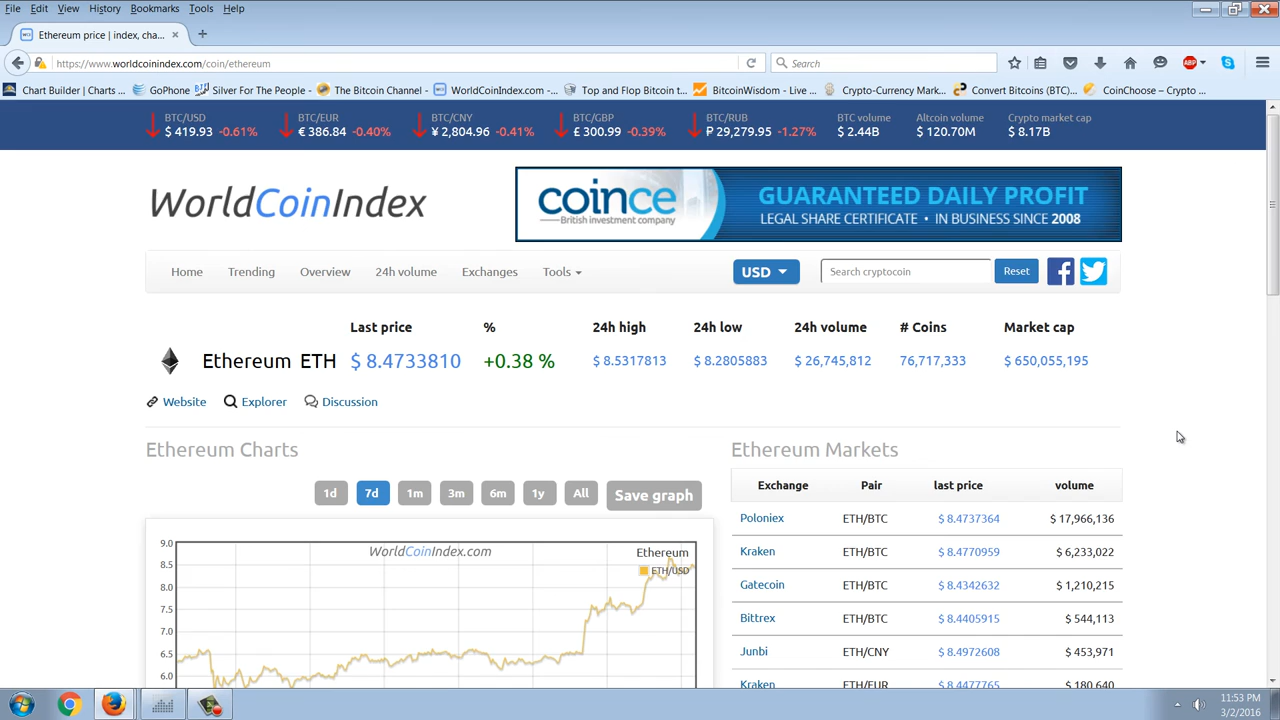 File Edit View History Bookmarks Tools Help
Ethereum price | index, cha...
https://www.worldcoinindex.com/coin/ethereum
Search
ABP
Chart Builder | Charts ... GoPhone Silver For The People - The Bitcoin Channel - WorldCoinIndex.com -... Top and Flop Bitcoin t... BitcoinWisdom - Live ... Crypto-Currency Mark... Convert Bitcoins (BTC)... CoinChoose – Crypto ...
BTC/USD BTC/EUR BTC/CNY BTC/GBP BTC/RUB BTC volume Altcoin volume Crypto market cap
$ 419.93 -0.61% € 386.84 -0.40% ¥ 2,804.96 -0.41% £ 300.99 -0.39% ₽ 29,279.95 -1.27% $ 2.44B $ 120.70M $ 8.17B
WorldCoinIndex
coince
British investment company
GUARANTEED DAILY PROFIT
LEGAL SHARE CERTIFICATE • IN BUSINESS SINCE 2008
Home Trending Overview 24h volume Exchanges Tools USD Search cryptocoin Reset
Last price % 24h high 24h low 24h volume # Coins Market cap
Ethereum ETH $ 8.4733810 +0.38 % $ 8.5317813 $ 8.2805883 $ 26,745,812 76,717,333 $ 650,055,195
Website Explorer Discussion
Ethereum Charts
1d 7d 1m 3m 6m 1y All Save graph
WorldCoinIndex.com
Ethereum
ETH/USD
9.0
8.5
8.0
7.5
7.0
6.5
6.0
Ethereum Markets
Exchange Pair last price volume
Poloniex ETH/BTC $ 8.4737364 $ 17,966,136
Kraken ETH/BTC $ 8.4770959 $ 6,233,022
Gatecoin ETH/BTC $ 8.4342632 $ 1,210,215
Bittrex ETH/BTC $ 8.4405915 $ 544,113
Junbi ETH/CNY $ 8.4972608 $ 453,971
Kraken ETH/EUR $ 8.4477765 $ 180,640
11:53 PM
3/2/2016